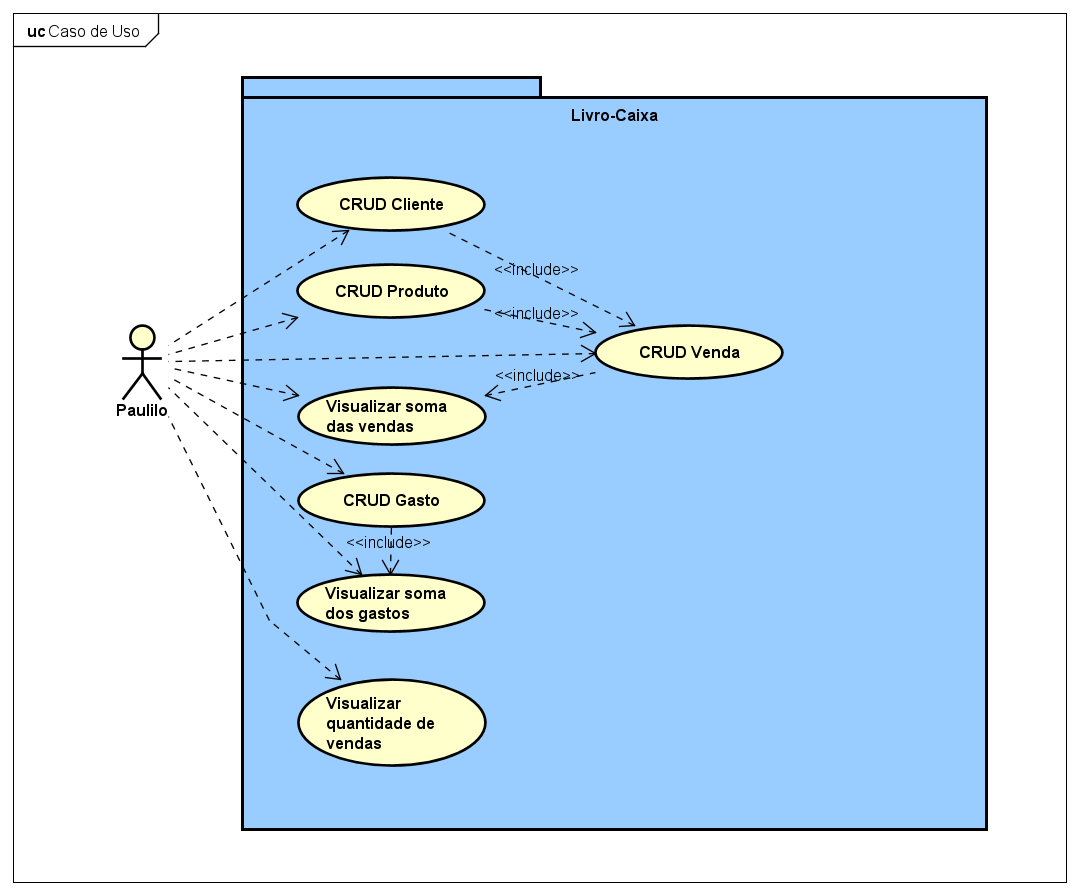 uc Caso de Uso
Livro-Caixa
CRUD Cliente
<<include>>
CRUD Produto
<<include>>
CRUD Venda
<<include>>
Paulilo
Visualizar soma
das vendas
CRUD Gasto
<<include>>
Visualizar soma
dos gastos
Visualizar
quantidade de
vendas